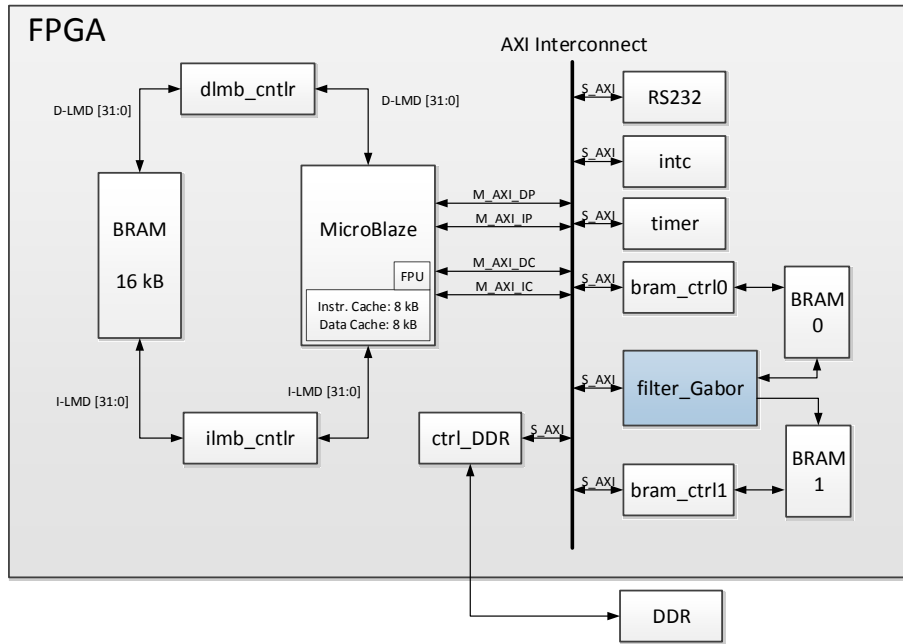 FPGA
AXI Interconnect
dlmb_cntlr
D-LMD [31:0]
D-LMD [31:0]
BRAM
16 kB
MicroBlaze
FPU
Instr. Cache: 8 kB
Data Cache: 8 kB
M_AXI_DP
M_AXI_IP
M_AXI_DC
M_AXI_IC
I-LMD [31:0]
I-LMD [31:0]
ilmb_cntlr
ctrl_DDR
S_AXI
S_AXI
RS232
S_AXI
intc
S_AXI
timer
S_AXI
bram_ctrl0
BRAM
0
S_AXI
filter_Gabor
BRAM
1
S_AXI
bram_ctrl1
DDR